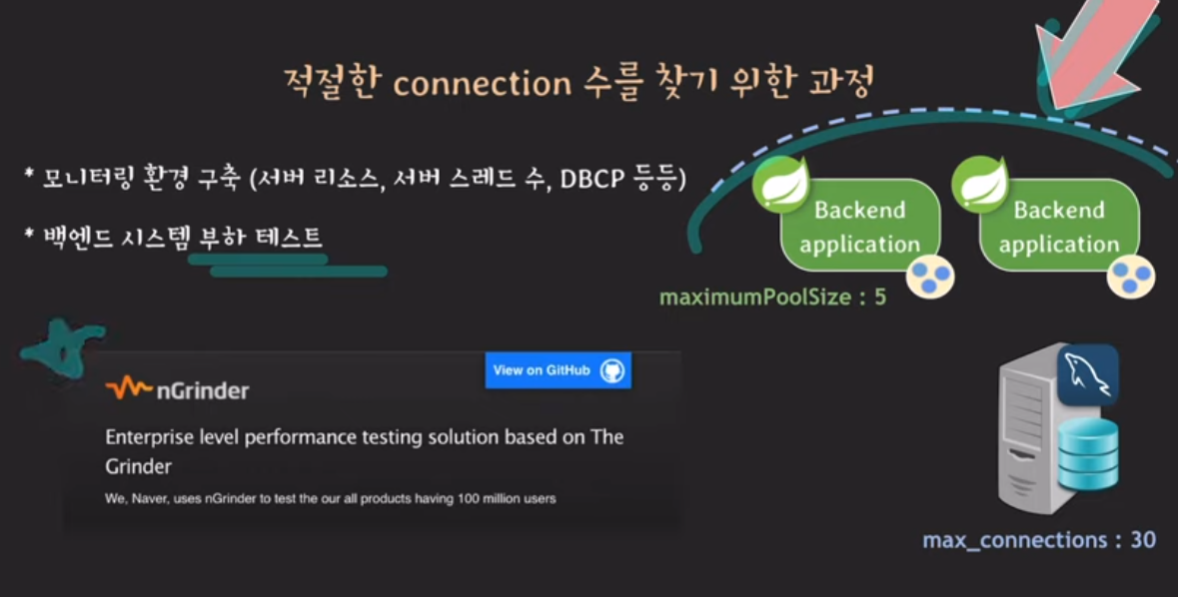 적절한 connection 수를 찾기 위한 과정
* 모니터링 환경 구축 (서버 리소스, 서버 스레드 수, DBCP 등등)
* 백엔드 시스템 부하 테스트
Backend
application
Backend
application
maximumPoolSize : 5
View on GitHub
nGrinder
Enterprise level performance testing solution based on The
Grinder
We, Naver, uses nGrinder to test the our all products having 100 million users
max_connections : 30